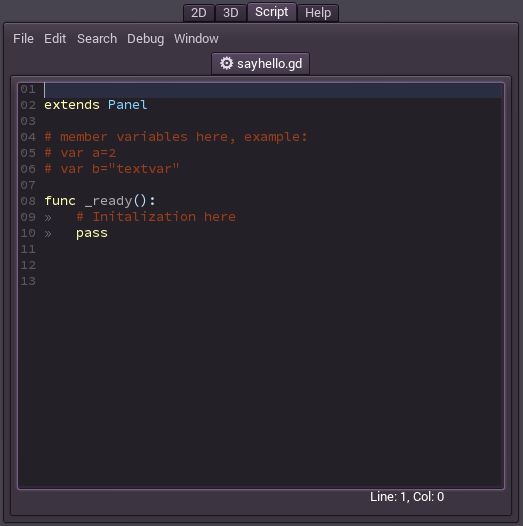 2D 3D Script Help
File Edit Search Debug Window
sayhello.gd
01
02 extends Panel
03
04 # member variables here, example:
05 # var a=2
06 # var b="textvar"
07
08 func _ready():
09 » # Initalization here
10 » pass
11
12
13
Line: 1, Col: 0